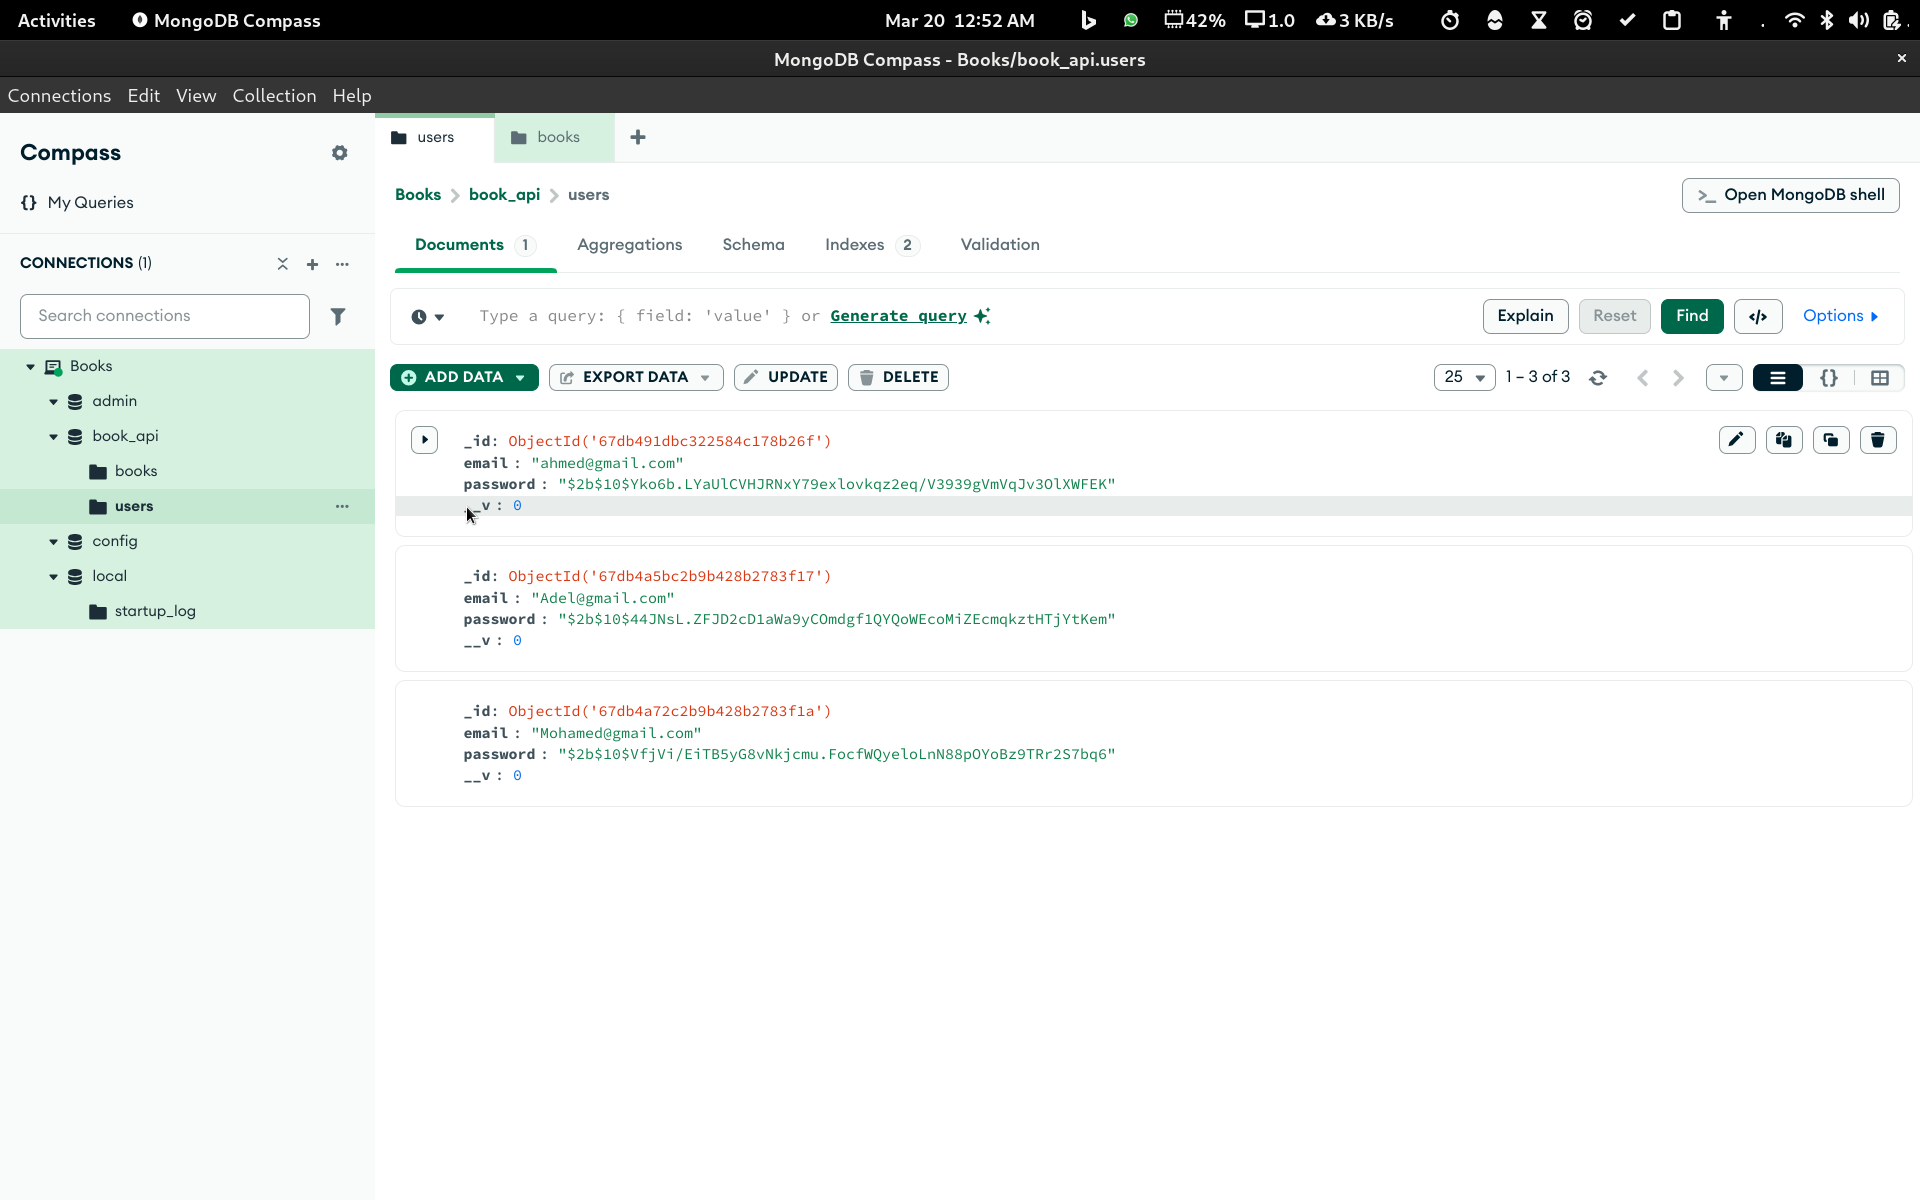 Activities MongoDB Compass Mar 20 12:52 AM 42% 1.0 3 KB/s
MongoDB Compass - Books/book_api.users
Connections Edit View Collection Help
Compass
{} My Queries
CONNECTIONS (1)
Search connections
Books
admin
book_api
books
users
config
local
startup_log
users books
Books book_api users
>_ Open MongoDB shell
Documents 1 Aggregations Schema Indexes 2 Validation
Type a query: { field: 'value' } or Generate query
Explain Reset Find </> Options
ADD DATA EXPORT DATA UPDATE DELETE 25 1 – 3 of 3 {}
_id: ObjectId('67db491dbc322584c178b26f')
email : "ahmed@gmail.com"
password : "$2b$10$Yko6b.LYaUlCVHJRNxY79exlovkqz2eq/V3939gVmVqJv3OlXWFEK"
__v : 0
_id: ObjectId('67db4a5bc2b9b428b2783f17')
email : "Adel@gmail.com"
password : "$2b$10$44JNsL.ZFJD2cD1aWa9yCOmdgf1QYQoWEcoMiZEcmqkztHTjYtKem"
__v : 0
_id: ObjectId('67db4a72c2b9b428b2783f1a')
email : "Mohamed@gmail.com"
password : "$2b$10$VfjVi/EiTB5yG8vNkjcmu.FocfWQyeloLnN88pOYoBz9TRr2S7bq6"
__v : 0